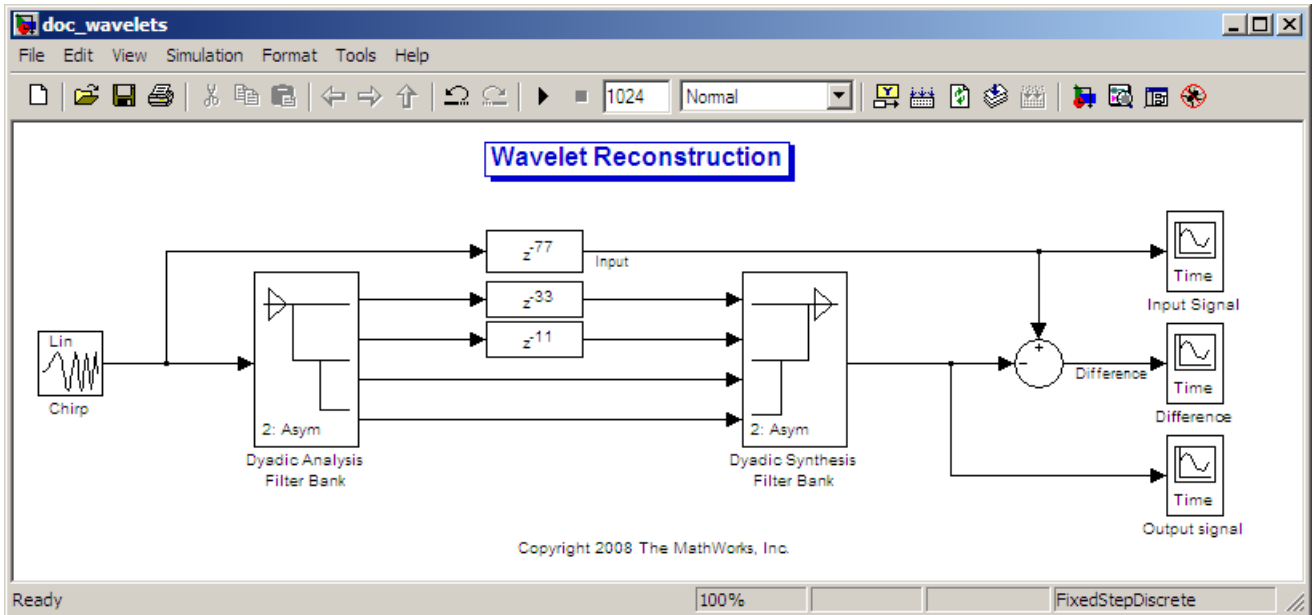 doc_wavelets
File Edit View Simulation Format Tools Help
1024 Normal
Wavelet Reconstruction
z-77
Input
Time
Input Signal
z-33
z-11
Lin
Chirp
2: Asym
Dyadic Analysis
Filter Bank
2: Asym
Dyadic Synthesis
Filter Bank
+
-
Difference
Time
Difference
Time
Output signal
Copyright 2008 The MathWorks, Inc.
Ready 100% FixedStepDiscrete